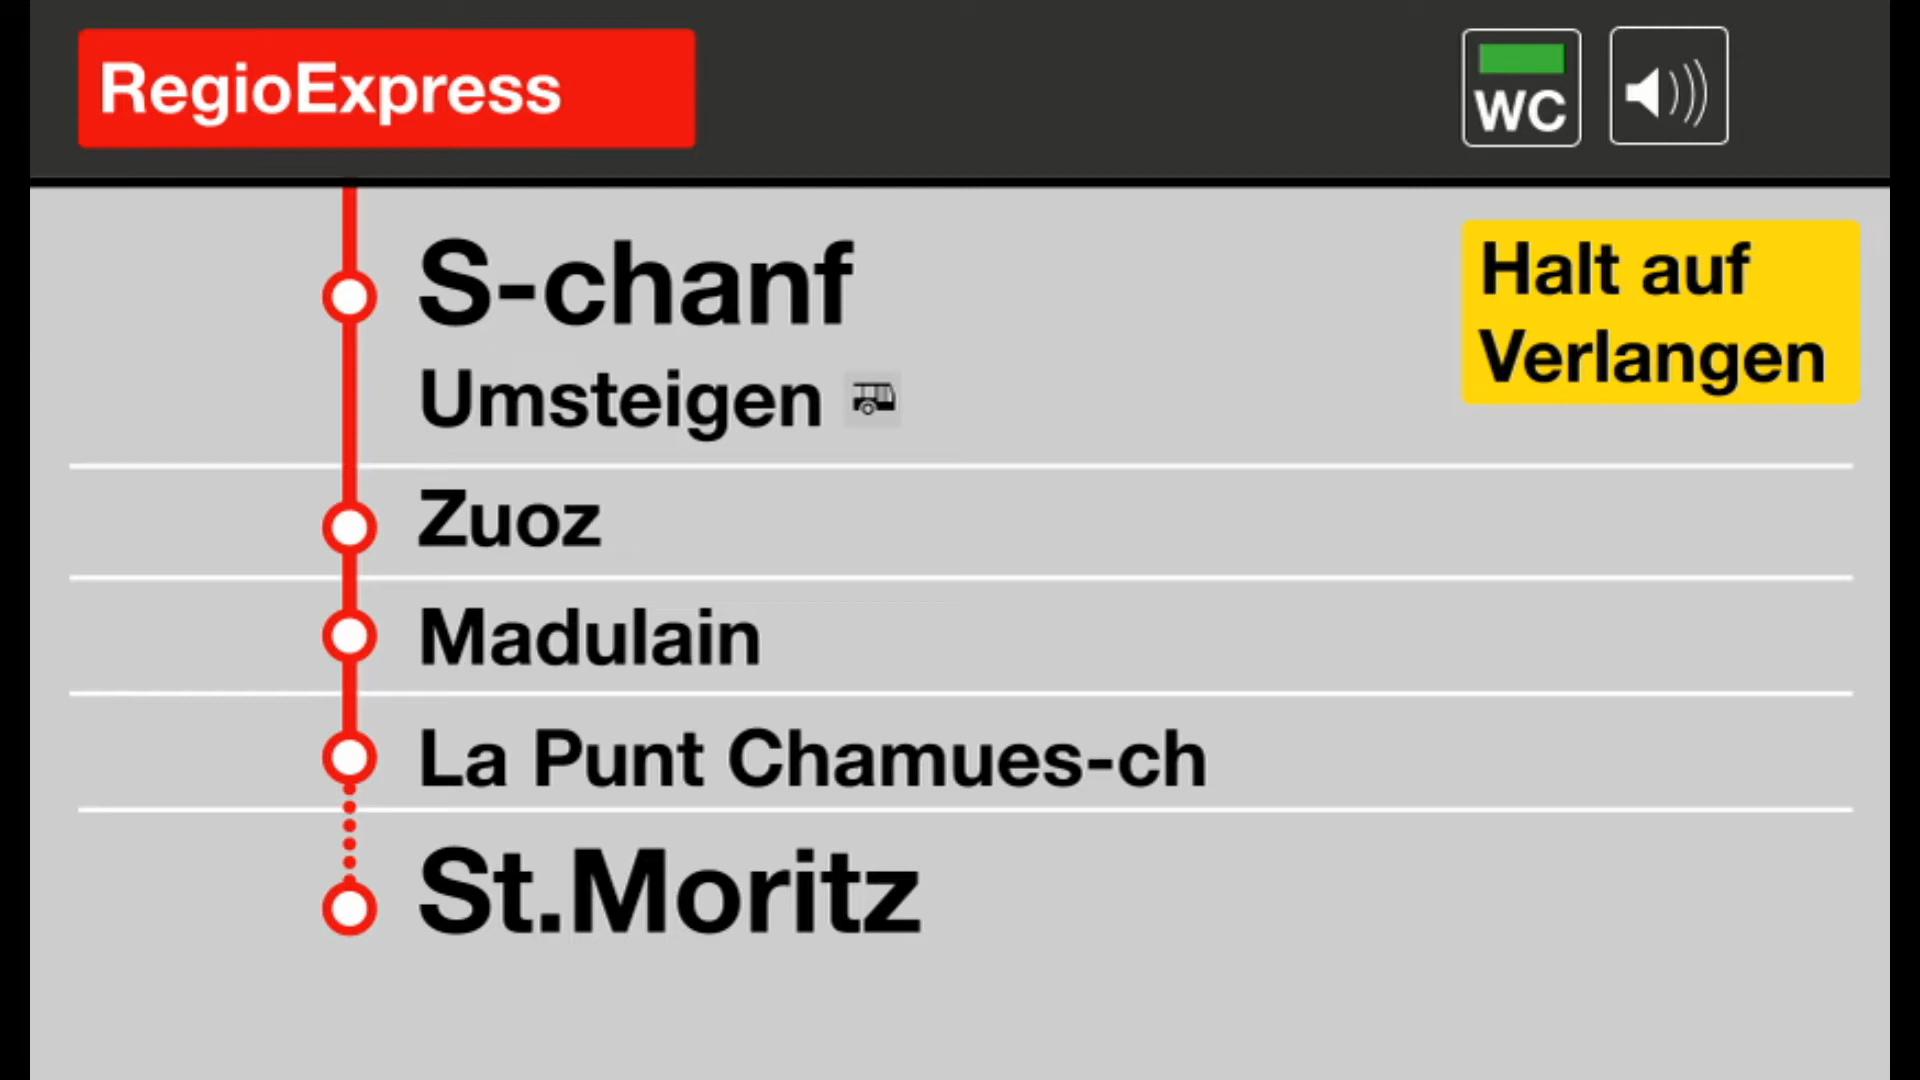 RegioExpress
WC
S-chanf
Halt auf
Verlangen
Umsteigen
Zuoz
Madulain
La Punt Chamues-ch
St.Moritz